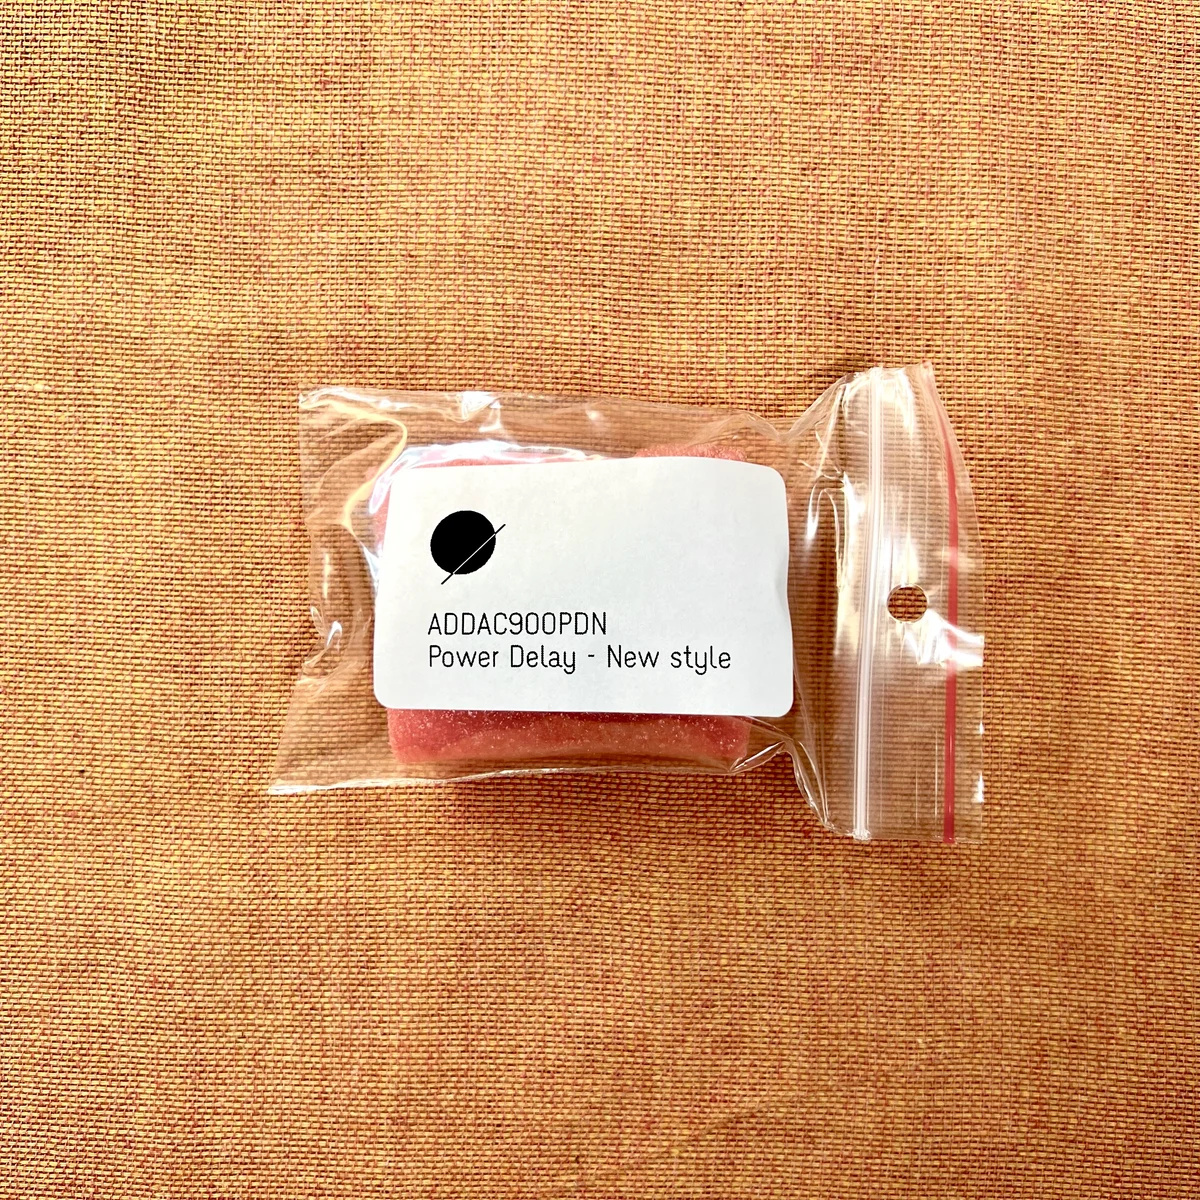 ADDAC900PDN
Power Delay - New style